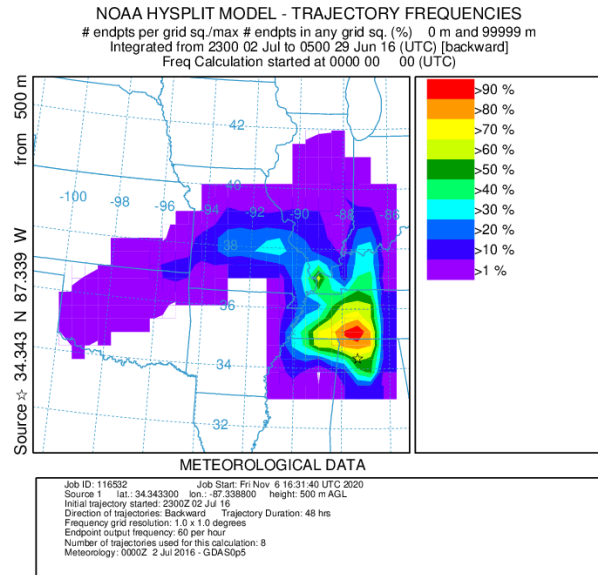 NOAA HYSPLIT MODEL - TRAJECTORY FREQUENCIES
# endpts per grid sq./max # endpts in any grid sq. (%)    0 m and 99999 m
Integrated from 2300 02 Jul to 0500 29 Jun 16 (UTC) [backward]
Freq Calculation started at 0000 00    00 (UTC)
Source ☆ 34.343 N 87.339 W    from 500 m
42
40
-100
-98
-96
-94
-92
-90
-88
-86
38
36
34
32
>90 %
>80 %
>70 %
>60 %
>50 %
>40 %
>30 %
>20 %
>10 %
>1 %
METEOROLOGICAL DATA
Job ID: 116532    Job Start: Fri Nov 6 16:31:40 UTC 2020
Source 1    lat.: 34.343300    lon.: -87.338800    height: 500 m AGL
Initial trajectory started: 2300Z 02 Jul 16
Direction of trajectories: Backward    Trajectory Duration: 48 hrs
Frequency grid resolution: 1.0 x 1.0 degrees
Endpoint output frequency: 60 per hour
Number of trajectories used for this calculation: 8
Meteorology: 0000Z 2 Jul 2016 - GDAS0p5